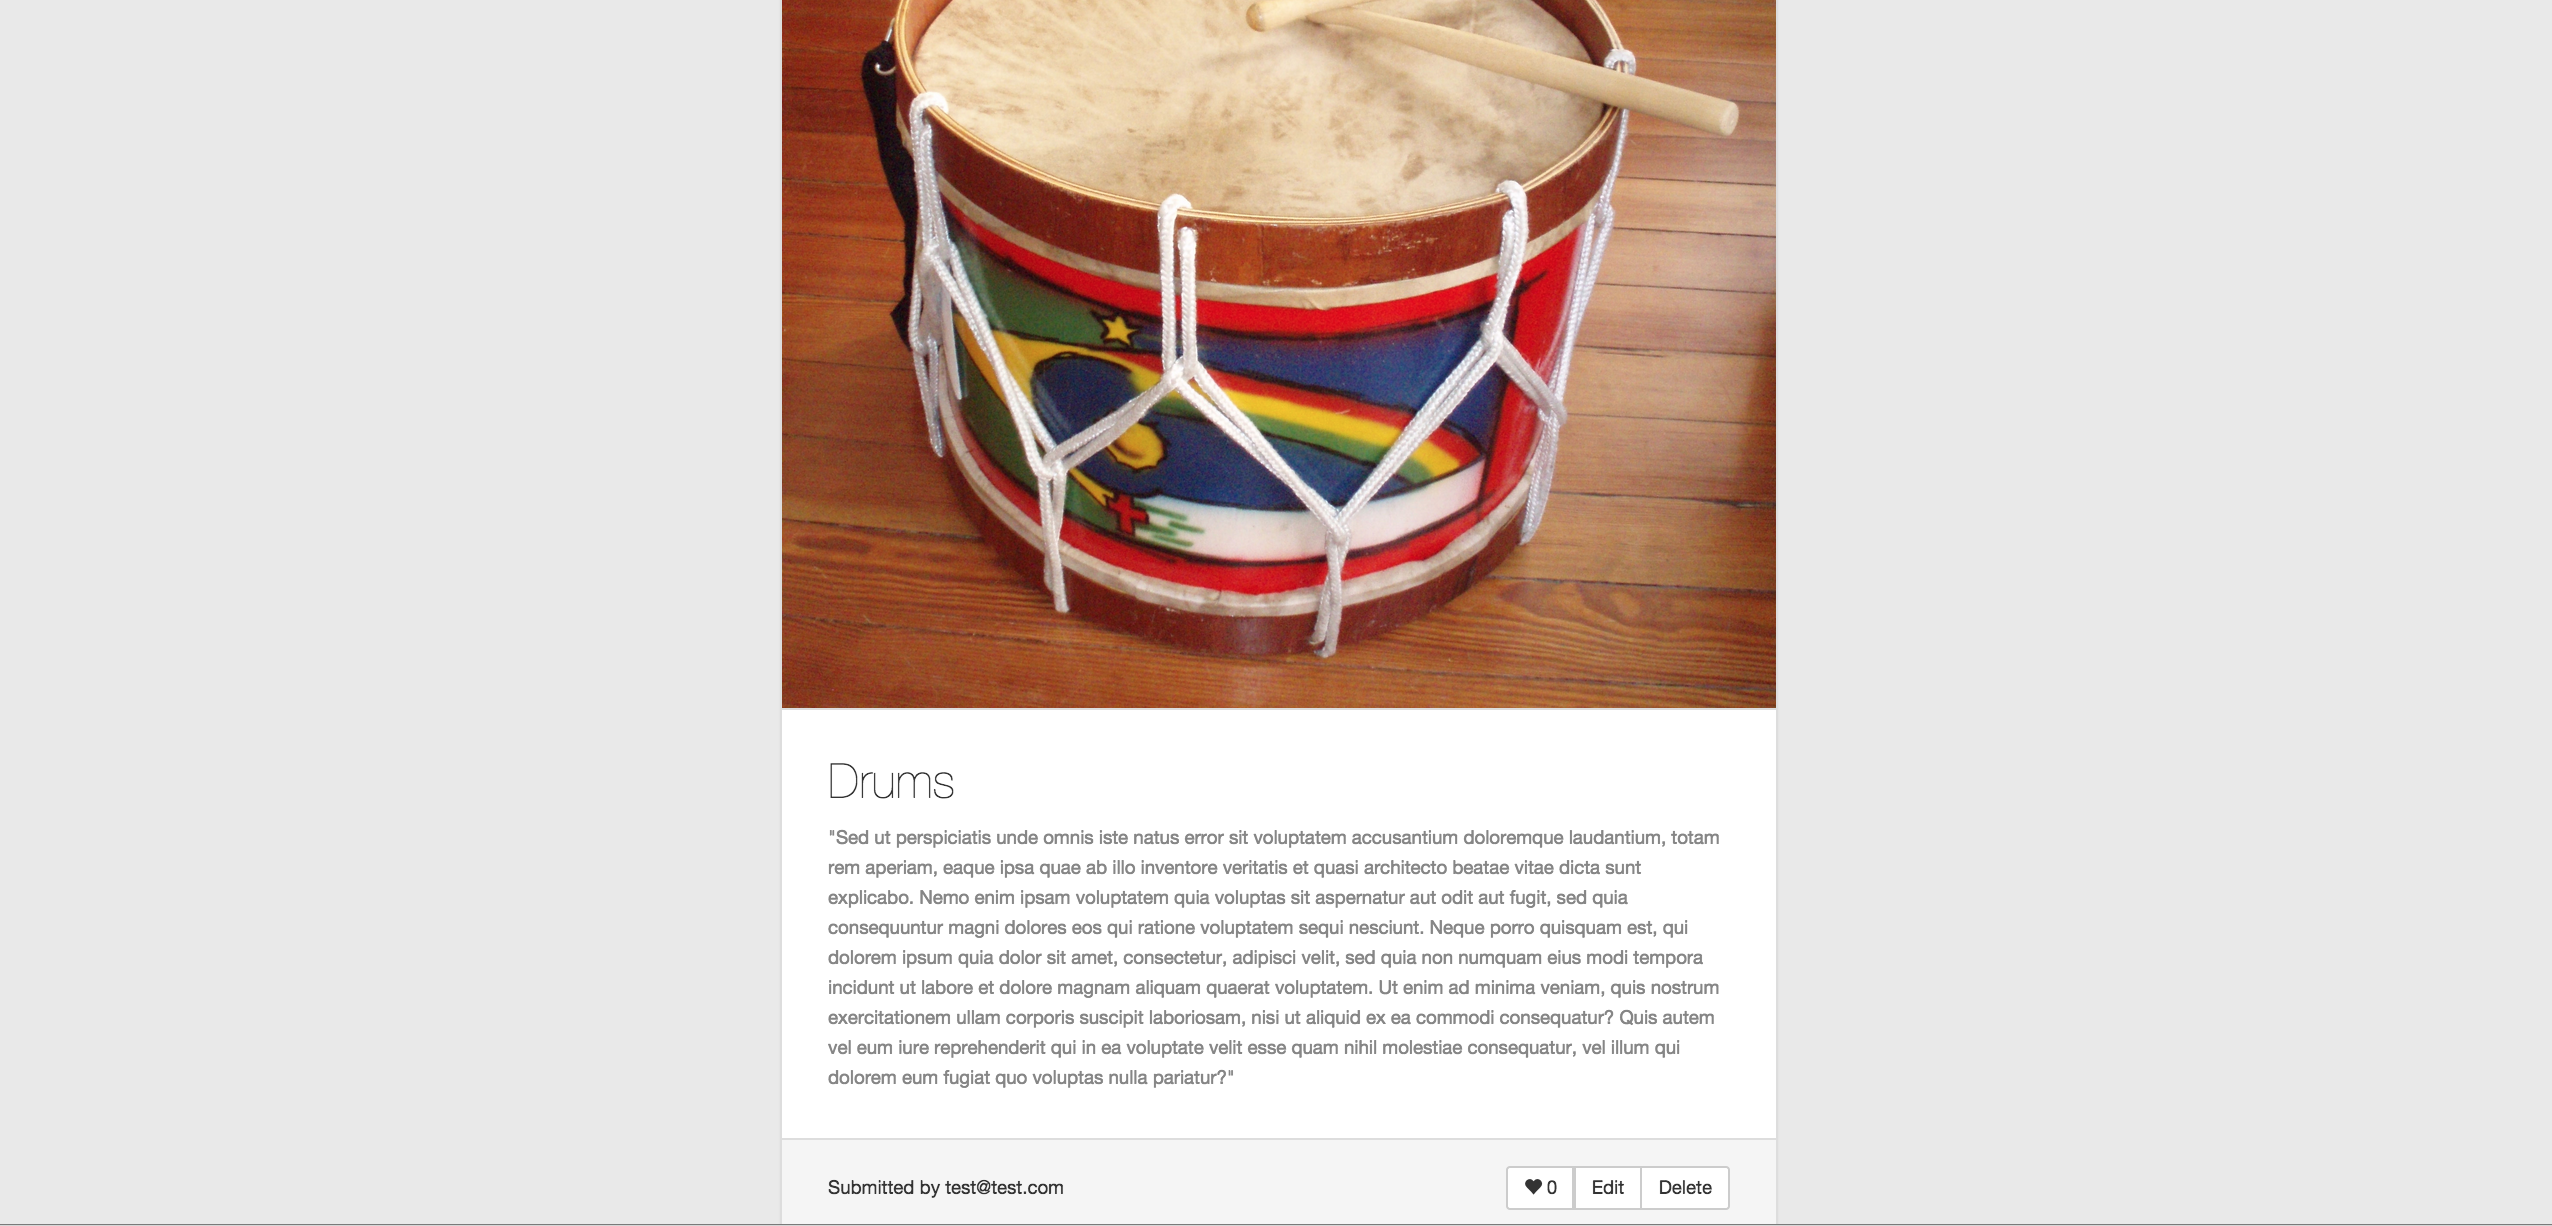 Drums
"Sed ut perspiciatis unde omnis iste natus error sit voluptatem accusantium doloremque laudantium, totam
rem aperiam, eaque ipsa quae ab illo inventore veritatis et quasi architecto beatae vitae dicta sunt
explicabo. Nemo enim ipsam voluptatem quia voluptas sit aspernatur aut odit aut fugit, sed quia
consequuntur magni dolores eos qui ratione voluptatem sequi nesciunt. Neque porro quisquam est, qui
dolorem ipsum quia dolor sit amet, consectetur, adipisci velit, sed quia non numquam eius modi tempora
incidunt ut labore et dolore magnam aliquam quaerat voluptatem. Ut enim ad minima veniam, quis nostrum
exercitationem ullam corporis suscipit laboriosam, nisi ut aliquid ex ea commodi consequatur? Quis autem
vel eum iure reprehenderit qui in ea voluptate velit esse quam nihil molestiae consequatur, vel illum qui
dolorem eum fugiat quo voluptas nulla pariatur?"
Submitted by test@test.com ♥ 0 Edit Delete